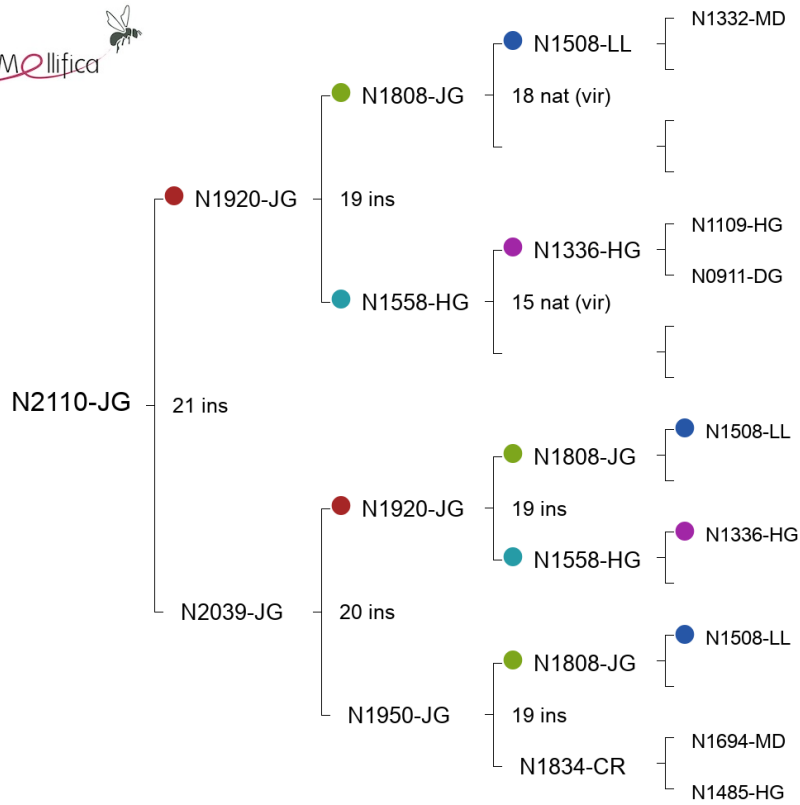 Mellifica
N1332-MD
N1508-LL
N1808-JG
18 nat (vir)
N1920-JG
19 ins
N1109-HG
N1336-HG
N0911-DG
N1558-HG
15 nat (vir)
N2110-JG
21 ins
N1508-LL
N1808-JG
N1920-JG
19 ins
N1336-HG
N1558-HG
N2039-JG
20 ins
N1508-LL
N1808-JG
N1950-JG
19 ins
N1694-MD
N1834-CR
N1485-HG